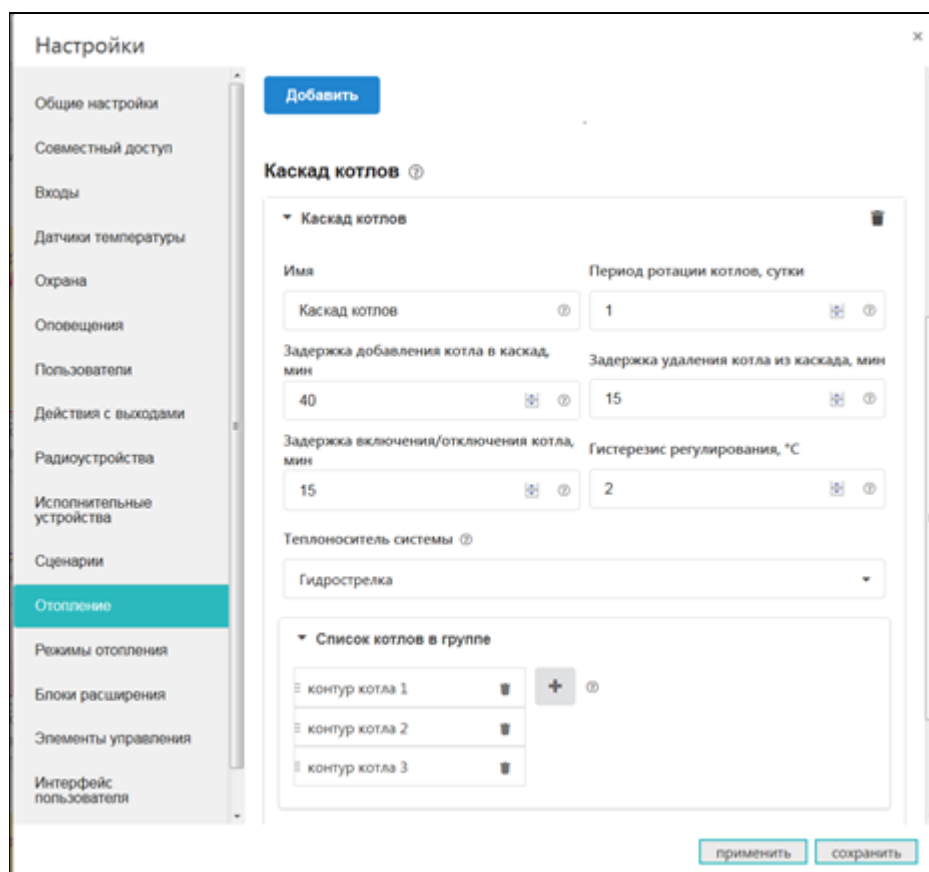 Настройки
Общие настройки
Совместный доступ
Входы
Датчики температуры
Охрана
Оповещения
Пользователи
Действия с выходами
Радиоустройства
Исполнительные
устройства
Сценарии
Отопление
Режимы отопления
Блоки расширения
Элементы управления
Интерфейс
пользователя
Добавить
Каскад котлов
Каскад котлов
Имя
Каскад котлов
Период ротации котлов, сутки
1
Задержка добавления котла в каскад,
мин
40
Задержка удаления котла из каскада, мин
15
Задержка включения/отключения котла,
мин
15
Гистерезис регулирования, °C
2
Теплоноситель системы
Гидрострелка
Список котлов в группе
контур котла 1
контур котла 2
контур котла 3
применить
сохранить